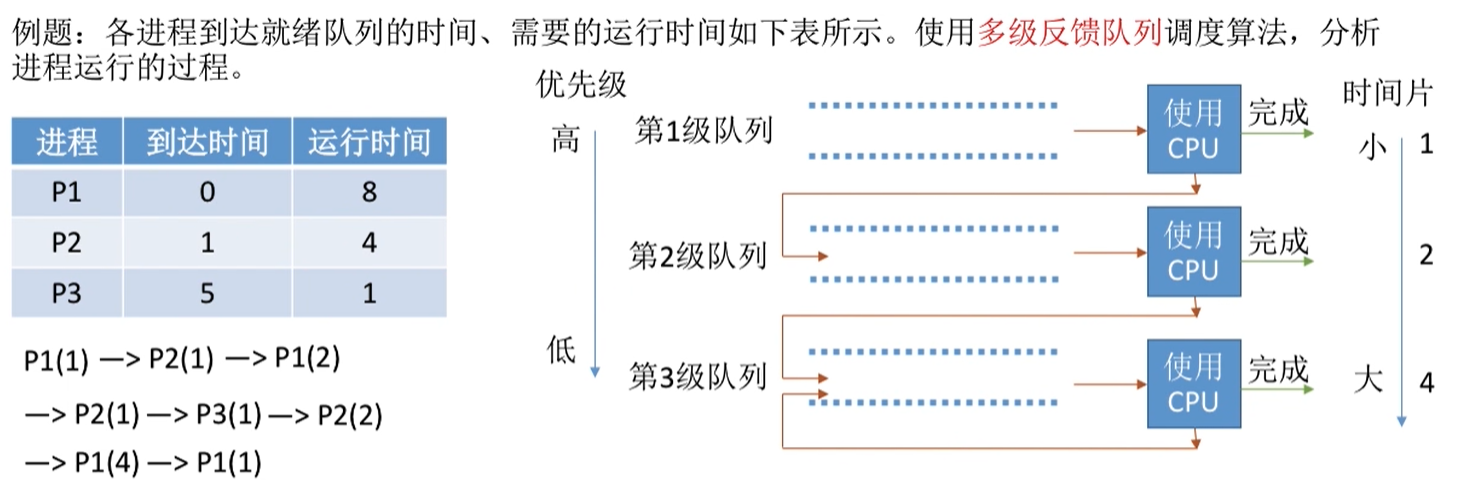 例题：各进程到达就绪队列的时间、需要的运行时间如下表所示。使用多级反馈队列调度算法，分析
进程运行的过程。
进程 到达时间 运行时间
P1 0 8
P2 1 4
P3 5 1
P1(1) —> P2(1) —> P1(2)
—> P2(1) —> P3(1) —> P2(2)
—> P1(4) —> P1(1)
优先级
高
低
第1级队列
使用
CPU
完成
第2级队列
使用
CPU
完成
第3级队列
使用
CPU
完成
时间片
小 1
2
大 4